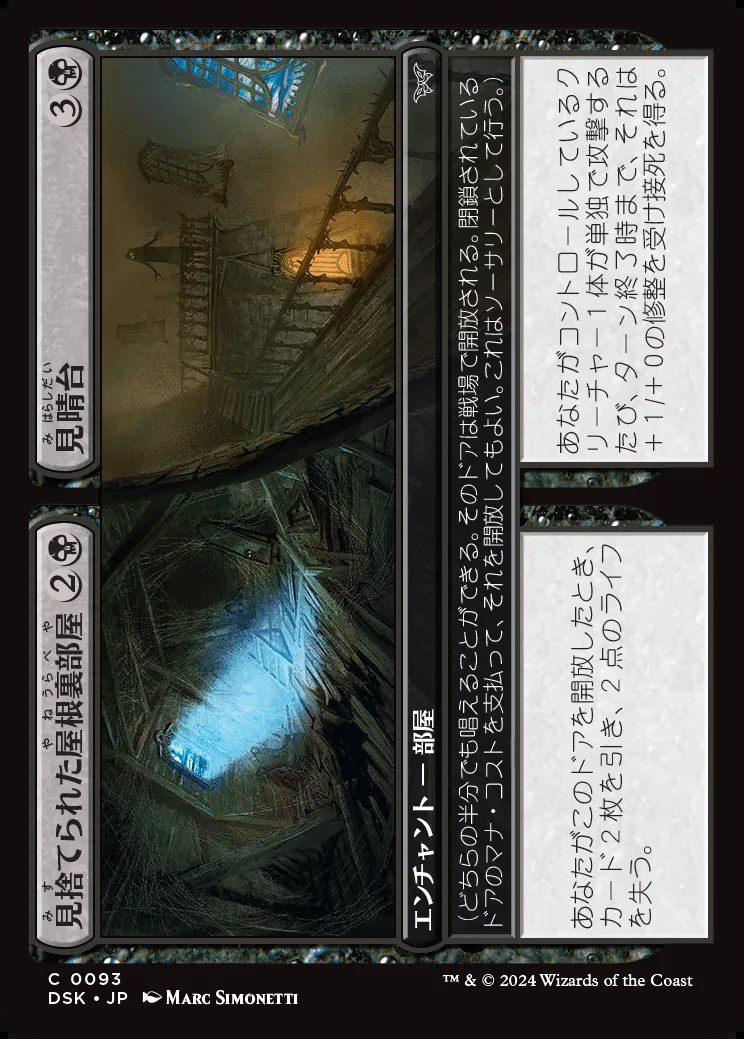 見捨てられた屋根裏部屋 2
みす やねうらべや
見晴台 3
みはらしだい
エンチャント — 部屋
(どちらの半分でも唱えることができる。そのドアは戦場で開放される。閉鎖されている
ドアのマナ・コストを支払って、それを開放してもよい。これはソーサリーとして行う。)
あなたがこのドアを開放したとき、
カード2枚を引き、2点のライフ
を失う。
あなたがコントロールしているク
リーチャー1体が単独で攻撃する
たび、ターン終了時まで、それは
+1/+0の修整を受け接死を得る。
C 0093
DSK • JP MARC SIMONETTI
™ & © 2024 Wizards of the Coast